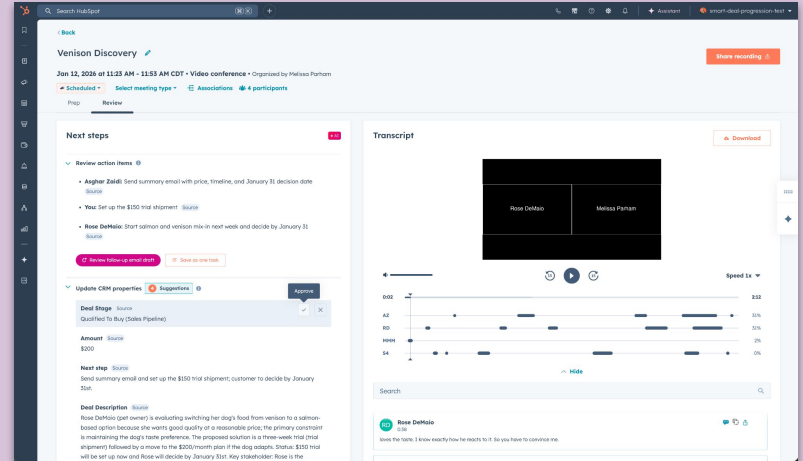 Search HubSpot
⌘ K
+
Assistant
smart-deal-progression-test
< Back
Venison Discovery
Share recording
Jan 12, 2026 at 11:23 AM - 11:53 AM CDT • Video conference • Organized by Melissa Parham
Scheduled
Select meeting type
Associations
4 participants
Prep
Review
Next steps
AI
Review action items
• Asghar Zaidi: Send summary email with price, timeline, and January 31 decision date
Source
• You: Set up the $150 trial shipment Source
• Rose DeMaio: Start salmon and venison mix-in next week and decide by January 31
Source
Review follow-up email draft
Save as one task
Update CRM properties
4 Suggestions
Approve
Deal Stage Source
Qualified To Buy (Sales Pipeline)
Amount Source
$200
Next step Source
Send summary email and set up the $150 trial shipment; customer to decide by January
31st.
Deal Description Source
Rose DeMaio (pet owner) is evaluating switching her dog's food from venison to a salmon-
based option because she wants good quality at a reasonable price; the primary constraint
is maintaining the dog's taste preference. The proposed solution is a three-week trial (trial
shipment) followed by a move to the $200/month plan if the dog adapts. Status: $150 trial
will be set up now and Rose will decide by January 31st. Key stakeholder: Rose is the
Transcript
Download
Rose DeMaio
Melissa Parham
15
15
Speed 1x
0:02
3:12
AZ
31%
RD
31%
MMM
2%
S4
0%
Hide
Search
RD
Rose DeMaio
0:38
loves the taste. I know exactly how he reacts to it. So you have to convince me.